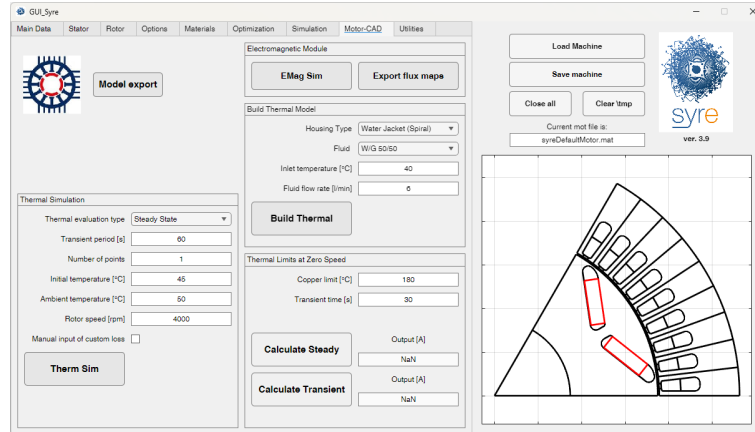 GUI_Syre
Main Data Stator Rotor Options Materials Optimization Simulation Motor-CAD Utilities
Model export
Electromagnetic Module
EMag Sim Export flux maps
Build Thermal Model
Housing Type Water Jacket (Spiral)
Fluid W/G 50/50
Inlet temperature [°C] 40
Fluid flow rate [l/min] 6
Build Thermal
Thermal Simulation
Thermal evaluation type Steady State
Transient period [s] 60
Number of points 1
Initial temperature [°C] 45
Ambient temperature [°C] 50
Rotor speed [rpm] 4000
Manual input of custom loss
Therm Sim
Thermal Limits at Zero Speed
Copper limit [°C] 180
Transient time [s] 30
Calculate Steady
Output [A]
NaN
Calculate Transient
Output [A]
NaN
Load Machine
Save machine
Close all Clear \tmp
Current mot file is:
syreDefaultMotor.mat
syre
ver. 3.9